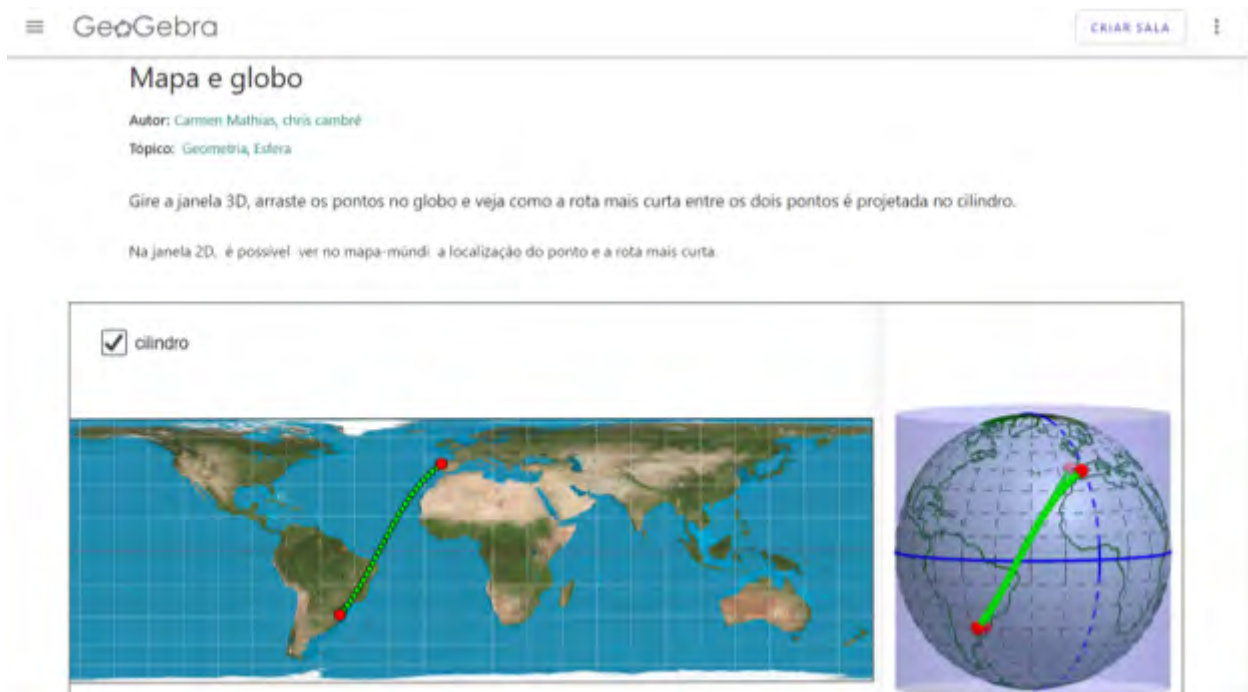 GeoGebra
CRIAR SALA
Mapa e globo
Autor: Carmen Mathias, chris cambré
Tópico: Geometria, Esfera
Gire a janela 3D, arraste os pontos no globo e veja como a rota mais curta entre os dois pontos é projetada no cilindro.
Na janela 2D, é possível ver no mapa-múndi a localização do ponto e a rota mais curta.
cilindro